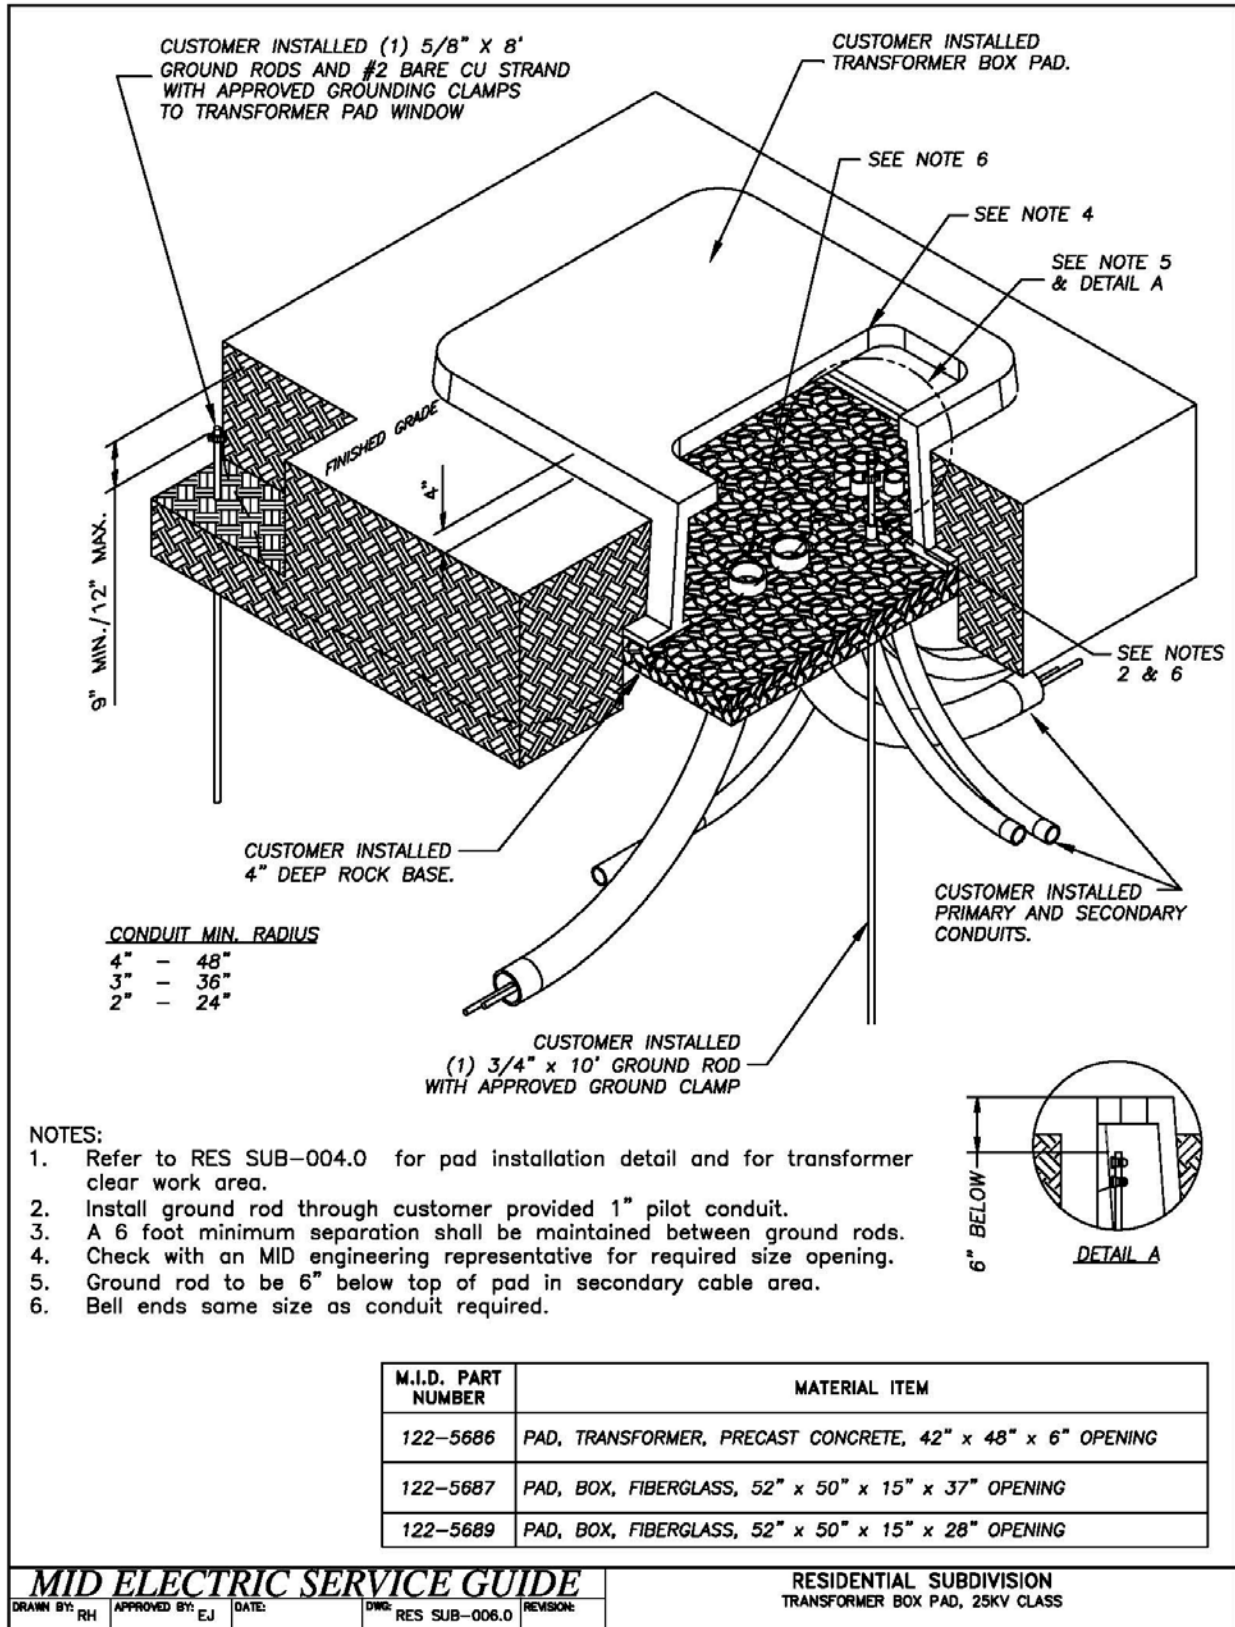 CUSTOMER INSTALLED (1) 5/8" X 8'
GROUND RODS AND #2 BARE CU STRAND
WITH APPROVED GROUNDING CLAMPS
TO TRANSFORMER PAD WINDOW
CUSTOMER INSTALLED
TRANSFORMER BOX PAD.
SEE NOTE 6
SEE NOTE 4
SEE NOTE 5
& DETAIL A
FINISHED GRADE
4"
9" MIN./12" MAX.
SEE NOTES
2 & 6
CUSTOMER INSTALLED
4" DEEP ROCK BASE.
CUSTOMER INSTALLED
PRIMARY AND SECONDARY
CONDUITS.
CONDUIT MIN. RADIUS
4" - 48"
3" - 36"
2" - 24"
CUSTOMER INSTALLED
(1) 3/4" x 10' GROUND ROD
WITH APPROVED GROUND CLAMP
6" BELOW
DETAIL A
NOTES:
1. Refer to RES SUB-004.0 for pad installation detail and for transformer
clear work area.
2. Install ground rod through customer provided 1" pilot conduit.
3. A 6 foot minimum separation shall be maintained between ground rods.
4. Check with an MID engineering representative for required size opening.
5. Ground rod to be 6" below top of pad in secondary cable area.
6. Bell ends same size as conduit required.
M.I.D. PART NUMBER MATERIAL ITEM
122-5686 PAD, TRANSFORMER, PRECAST CONCRETE, 42" x 48" x 6" OPENING
122-5687 PAD, BOX, FIBERGLASS, 52" x 50" x 15" x 37" OPENING
122-5689 PAD, BOX, FIBERGLASS, 52" x 50" x 15" x 28" OPENING
MID ELECTRIC SERVICE GUIDE
DRAWN BY: RH APPROVED BY: EJ DATE: DWG: RES SUB-006.0 REVISION:
RESIDENTIAL SUBDIVISION
TRANSFORMER BOX PAD, 25KV CLASS